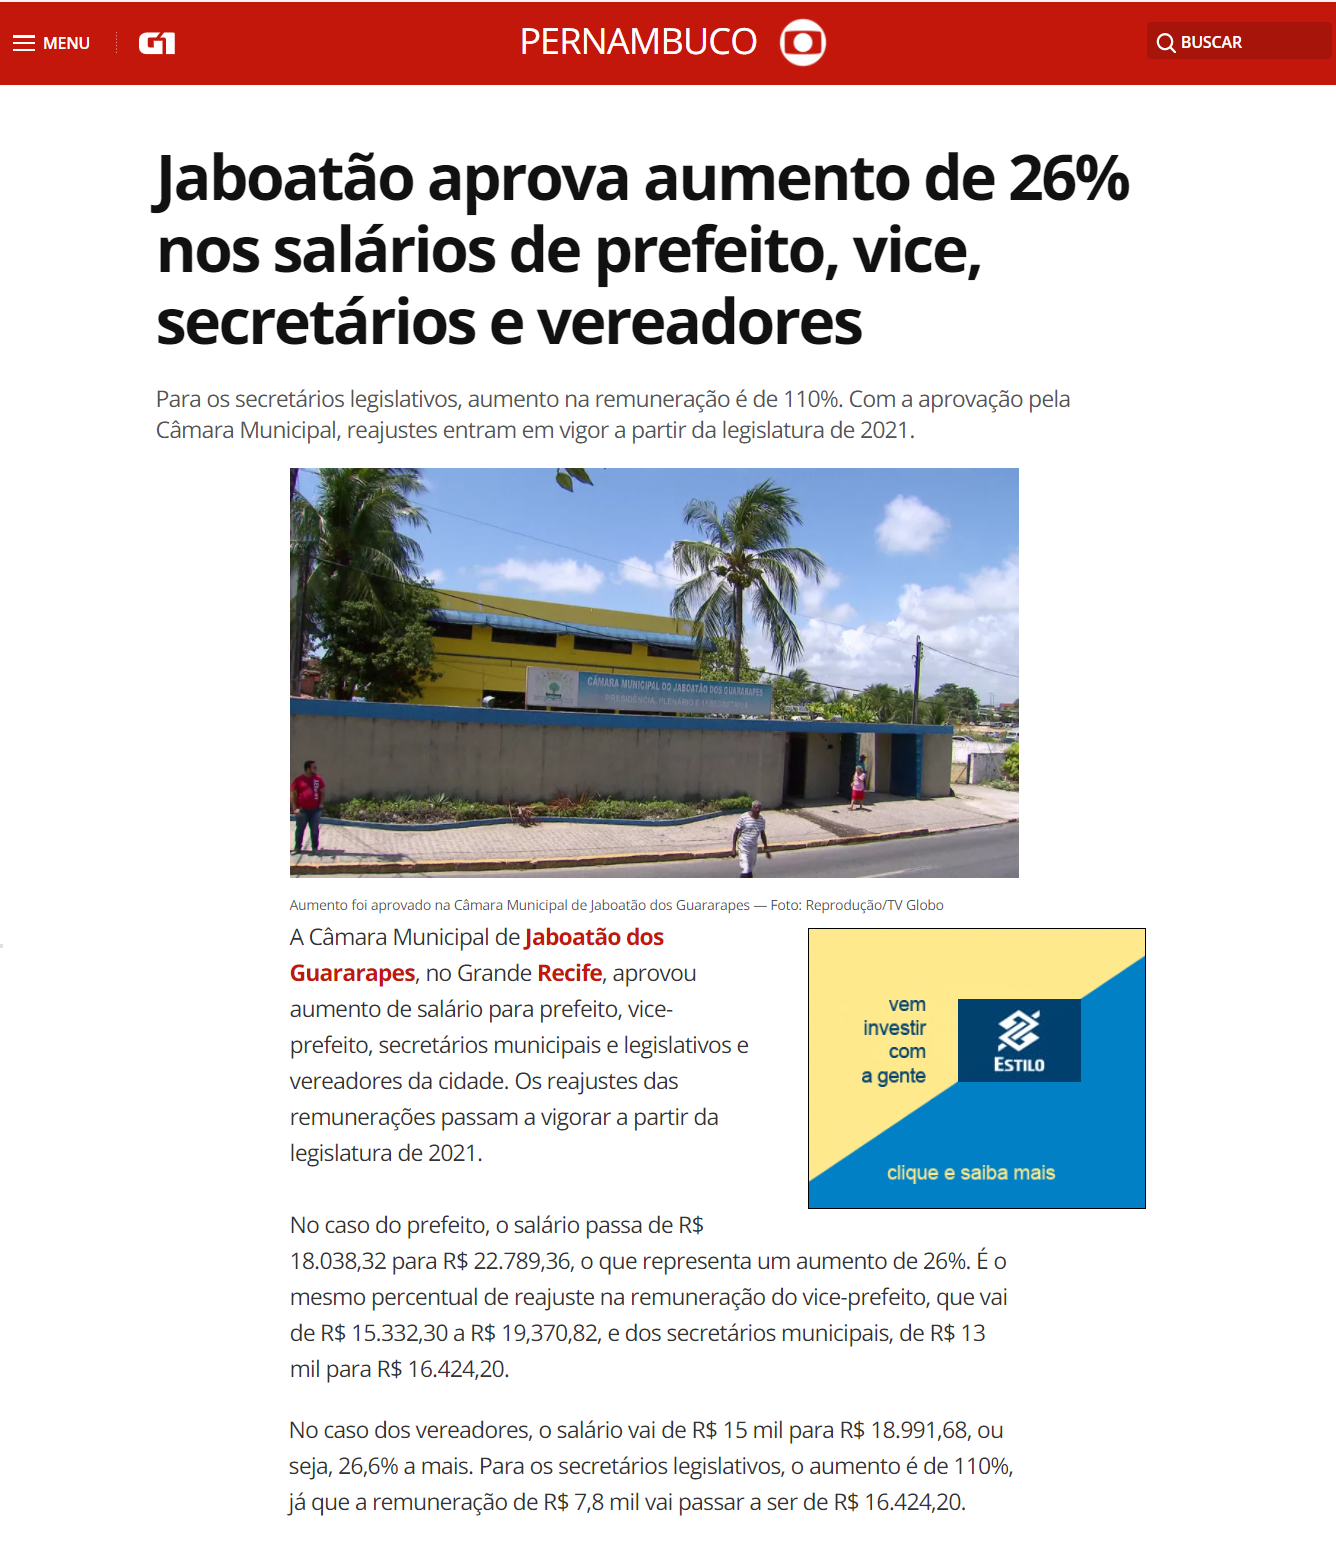 MENU
G1
PERNAMBUCO
BUSCAR
Jaboatão aprova aumento de 26%
nos salários de prefeito, vice,
secretários e vereadores
Para os secretários legislativos, aumento na remuneração é de 110%. Com a aprovação pela
Câmara Municipal, reajustes entram em vigor a partir da legislatura de 2021.
CÂMARA MUNICIPAL DO JABOATÃO DOS GUARARAPES
PRESIDÊNCIA, PLENÁRIO E 1ª SECRETARIA
Aumento foi aprovado na Câmara Municipal de Jaboatão dos Guararapes — Foto: Reprodução/TV Globo
A Câmara Municipal de Jaboatão dos
Guararapes, no Grande Recife, aprovou
aumento de salário para prefeito, vice-
prefeito, secretários municipais e legislativos e
vereadores da cidade. Os reajustes das
remunerações passam a vigorar a partir da
legislatura de 2021.
vem
investir
com
a gente
ESTILO
clique e saiba mais
No caso do prefeito, o salário passa de R$
18.038,32 para R$ 22.789,36, o que representa um aumento de 26%. É o
mesmo percentual de reajuste na remuneração do vice-prefeito, que vai
de R$ 15.332,30 a R$ 19,370,82, e dos secretários municipais, de R$ 13
mil para R$ 16.424,20.
No caso dos vereadores, o salário vai de R$ 15 mil para R$ 18.991,68, ou
seja, 26,6% a mais. Para os secretários legislativos, o aumento é de 110%,
já que a remuneração de R$ 7,8 mil vai passar a ser de R$ 16.424,20.